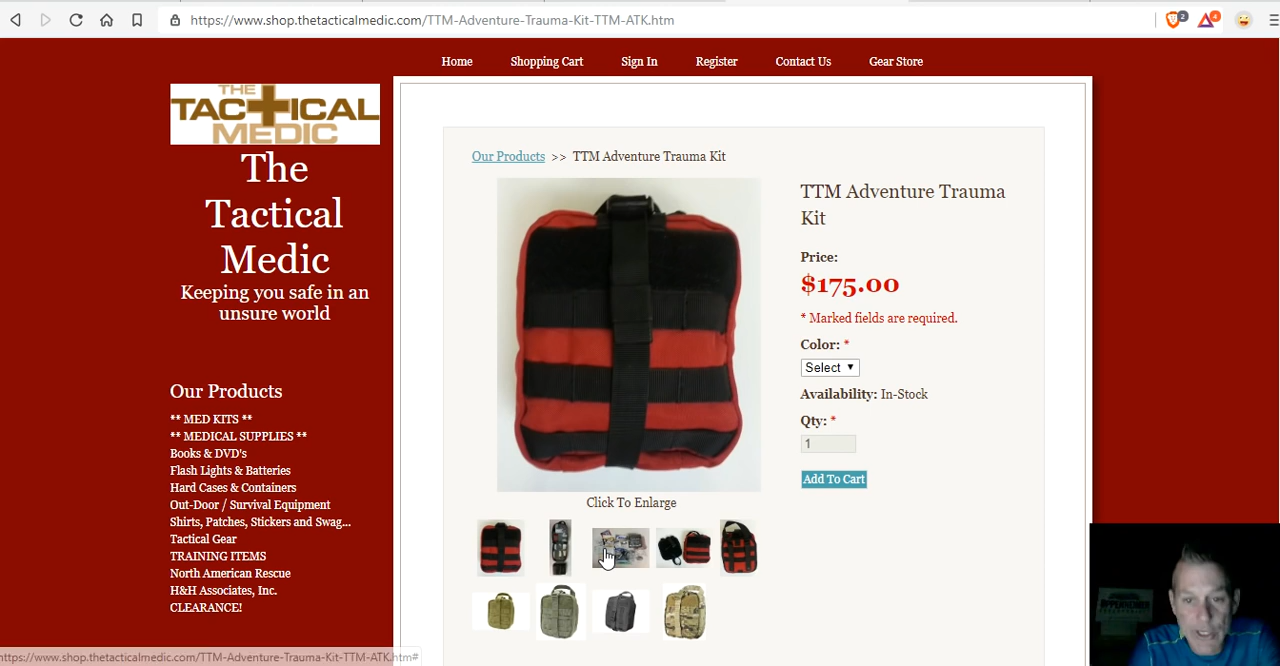 https://www.shop.thetacticalmedic.com/TTM-Adventure-Trauma-Kit-TTM-ATK.htm
2
4
Home
Shopping Cart
Sign In
Register
Contact Us
Gear Store
THE
TACTICAL
MEDIC
The
Tactical
Medic
Keeping you safe in an
unsure world
Our Products
** MED KITS **
** MEDICAL SUPPLIES **
Books & DVD's
Flash Lights & Batteries
Hard Cases & Containers
Out-Door / Survival Equipment
Shirts, Patches, Stickers and Swag...
Tactical Gear
TRAINING ITEMS
North American Rescue
H&H Associates, Inc.
CLEARANCE!
Our Products >> TTM Adventure Trauma Kit
Click To Enlarge
TTM Adventure Trauma
Kit
Price:
$175.00
* Marked fields are required.
Color: *
Select
Availability: In-Stock
Qty: *
1
Add To Cart
https://www.shop.thetacticalmedic.com/TTM-Adventure-Trauma-Kit-TTM-ATK.htm#